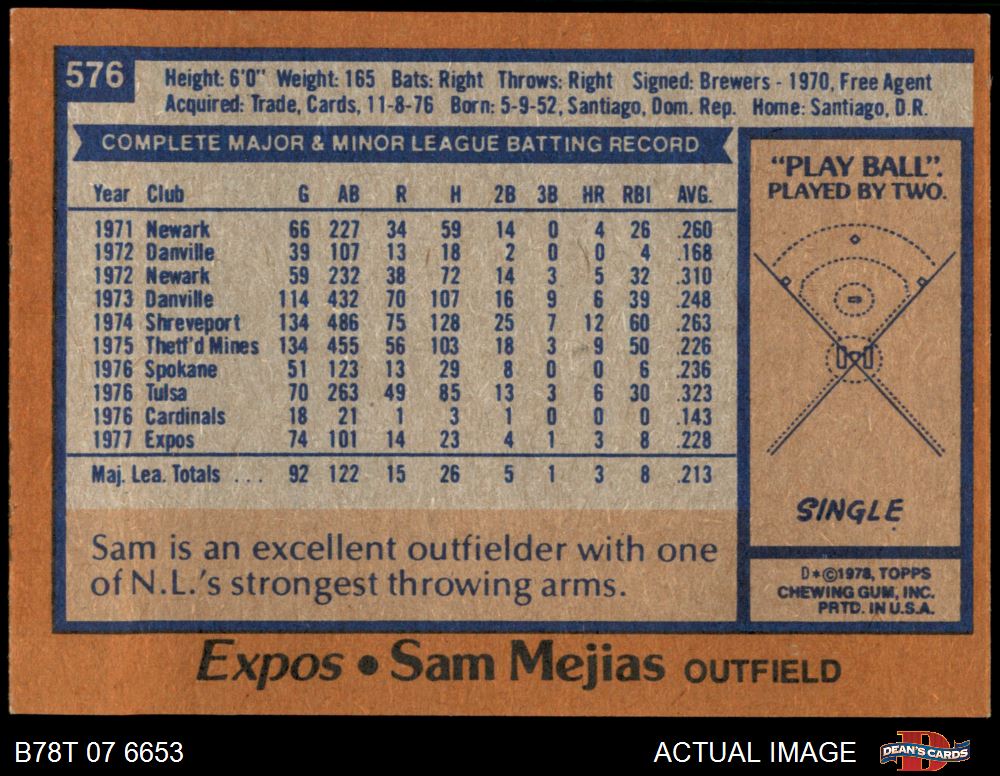 576
Height: 6'0" Weight: 165 Bats: Right Throws: Right Signed: Brewers - 1970, Free Agent
Acquired: Trade, Cards, 11-8-76 Born: 5-9-52, Santiago, Dom. Rep. Home: Santiago, D.R.
COMPLETE MAJOR & MINOR LEAGUE BATTING RECORD
Year Club G AB R H 2B 3B HR RBI AVG.
1971 Newark 66 227 34 59 14 0 4 26 .260
1972 Danville 39 107 13 18 2 0 0 4 .168
1972 Newark 59 232 38 72 14 3 5 32 .310
1973 Danville 114 432 70 107 16 9 6 39 .248
1974 Shreveport 134 486 75 128 25 7 12 60 .263
1975 Thetf'd Mines 134 455 56 103 18 3 9 50 .226
1976 Spokane 51 123 13 29 8 0 0 6 .236
1976 Tulsa 70 263 49 85 13 3 6 30 .323
1976 Cardinals 18 21 1 3 1 0 0 0 .143
1977 Expos 74 101 14 23 4 1 3 8 .228
Maj. Lea. Totals ... 92 122 15 26 5 1 3 8 .213
Sam is an excellent outfielder with one
of N.L.'s strongest throwing arms.
"PLAY BALL".
PLAYED BY TWO.
SINGLE
D*©1978, TOPPS
CHEWING GUM, INC.
PRTD. IN U.S.A.
Expos • Sam Mejias OUTFIELD
B78T 07 6653
ACTUAL IMAGE
DEAN'S CARDS